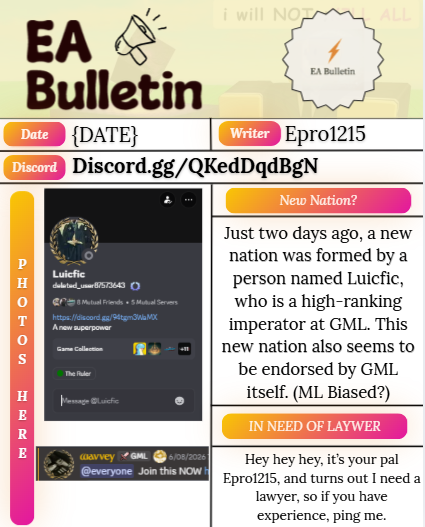 i will NOT
ALL
EA
Bulletin
EA Bulletin
Date
{DATE}
Writer
Epro1215
Discord
Discord.gg/QKedDqdBgN
PHOTOS HERE
Luicfic
deleted_user87573643
8 Mutual Friends • 5 Mutual Servers
https://discord.gg/94tgm3WaMX
A new superpower
Game Collection
+11
The Ruler
Message @Luicfic
wavvey GML 6/08/2026
@everyone Join this NOW h
New Nation?
Just two days ago, a new
nation was formed by a
person named Luicfic,
who is a high-ranking
imperator at GML. This
new nation also seems to
be endorsed by GML
itself. (ML Biased?)
IN NEED OF LAYWER
Hey hey hey, it's your pal
Epro1215, and turns out I need a
lawyer, so if you have
experience, ping me.